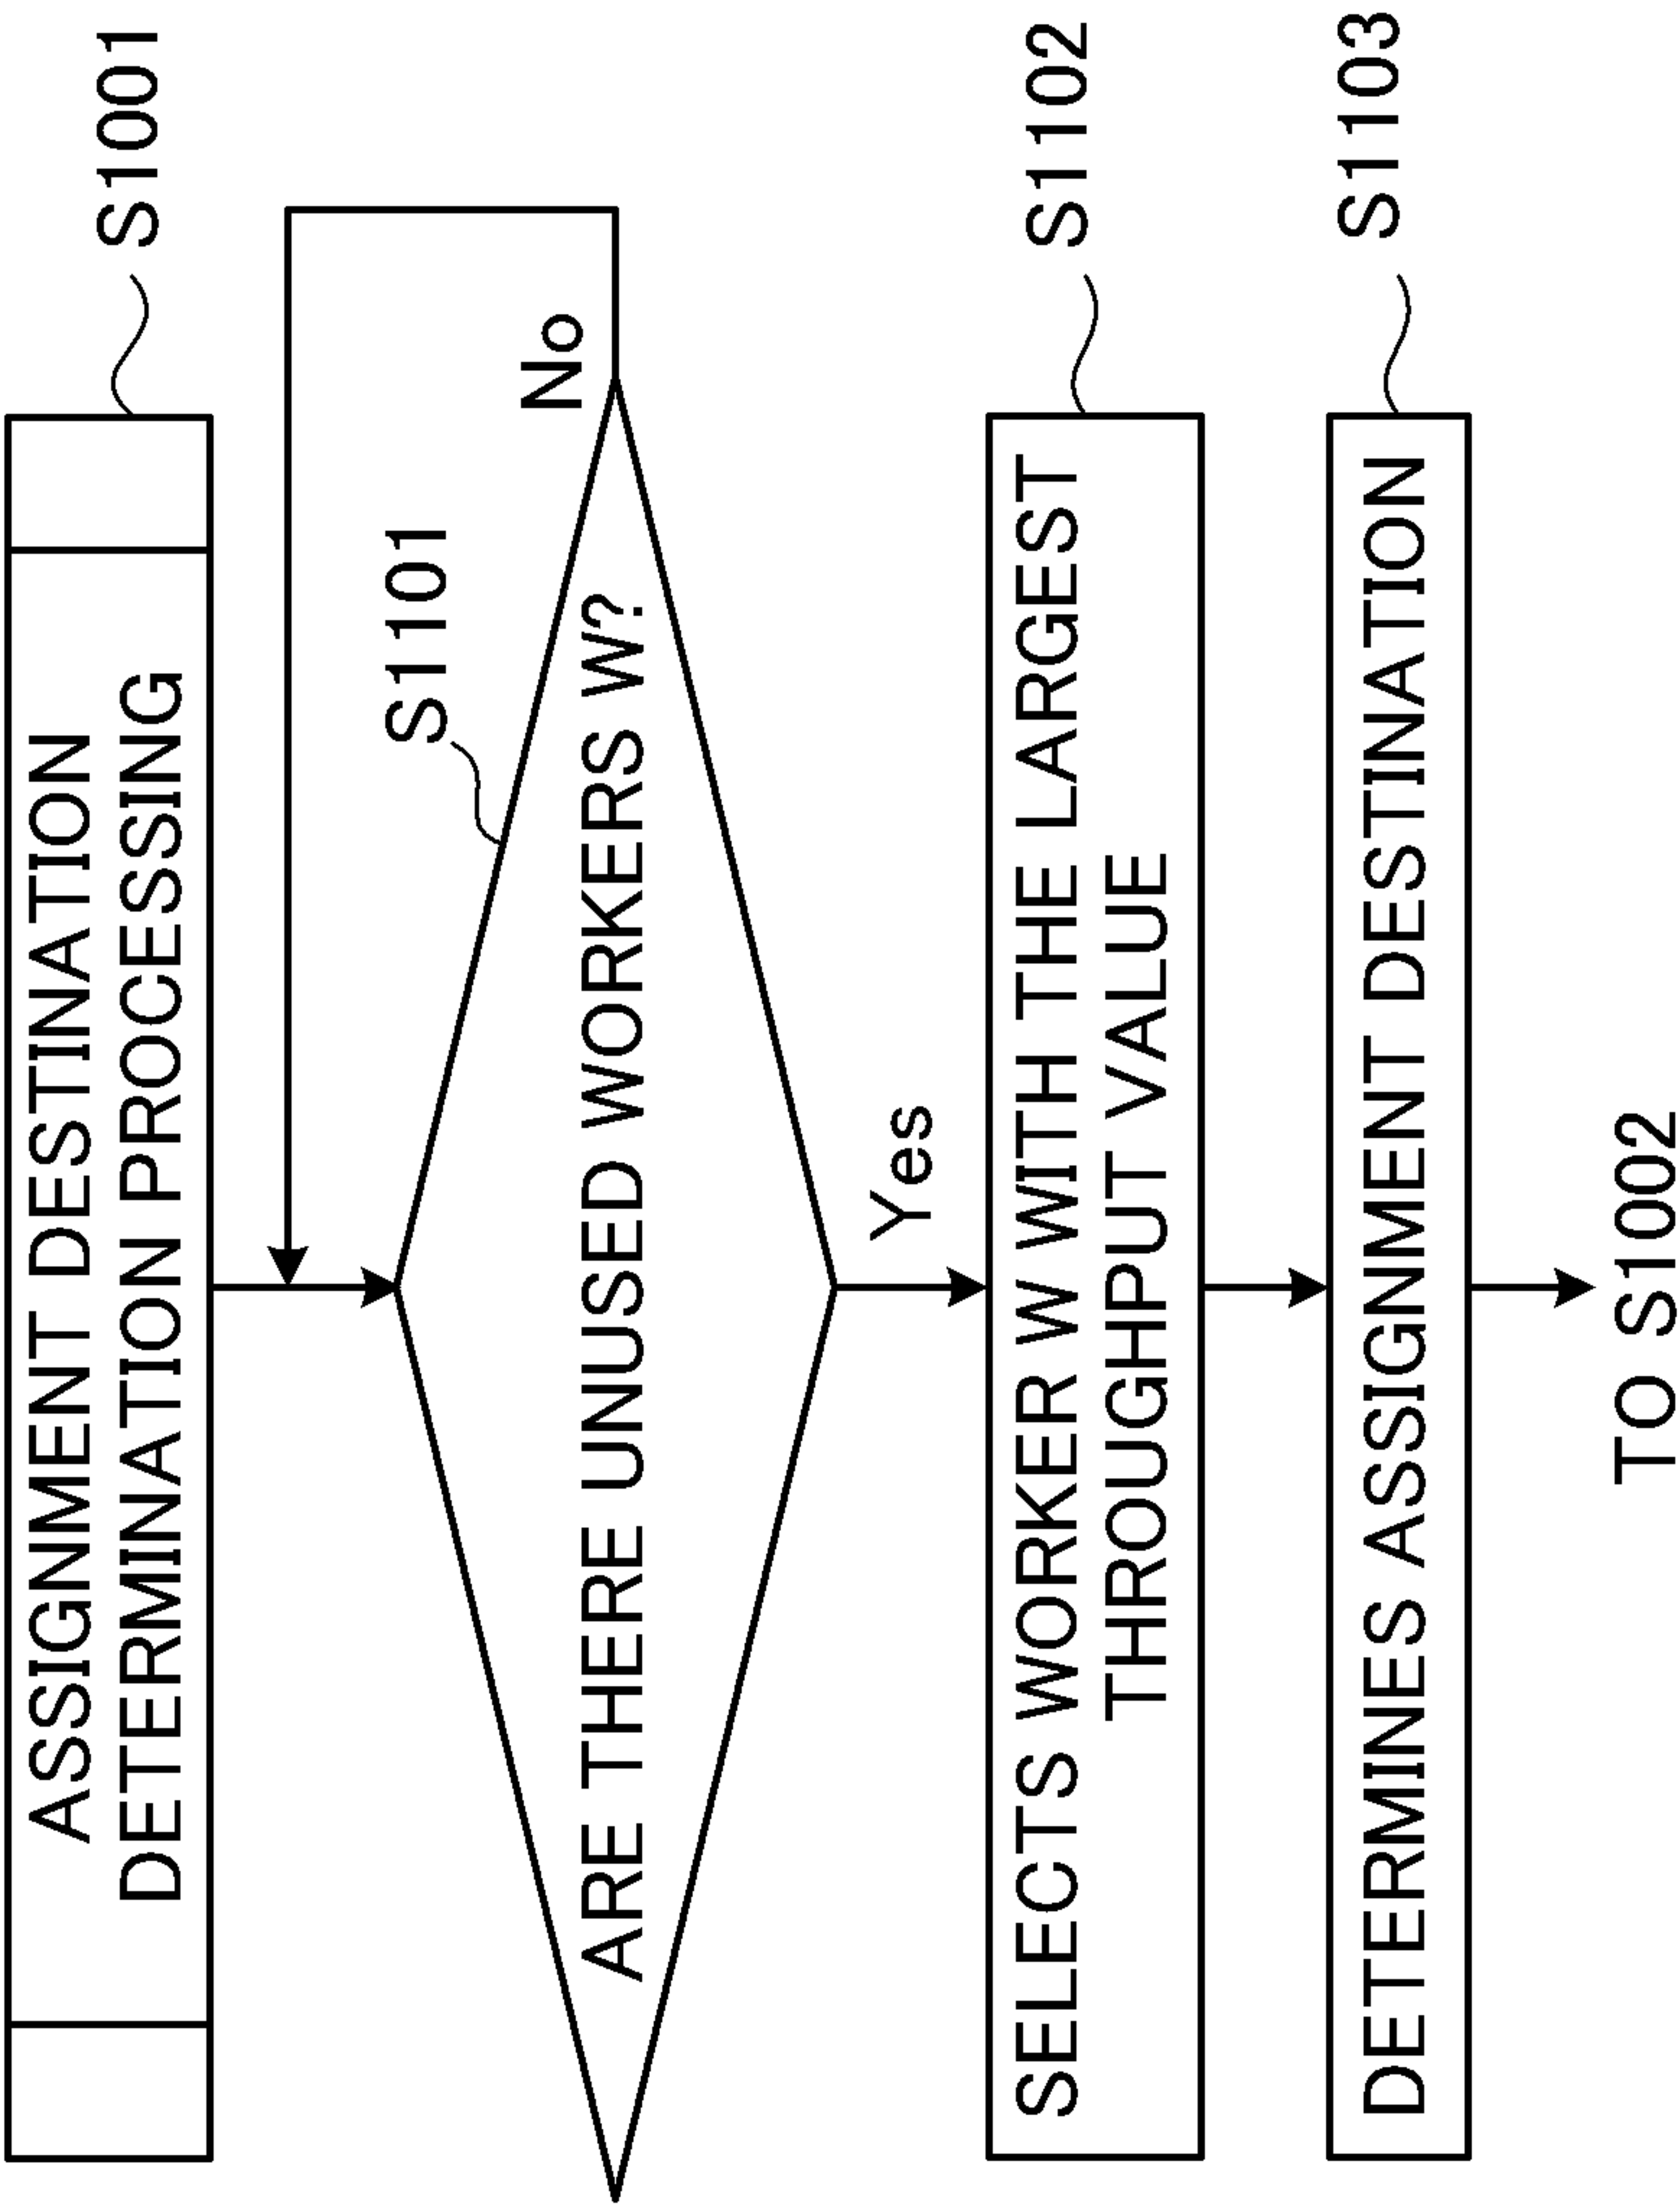 ASSIGNMENT DESTINATION
DETERMINATION PROCESSING
S1001
S1101
ARE THERE UNUSED WORKERS W?
No
Yes
SELECTS WORKER W WITH THE LARGEST
THROUGHPUT VALUE
S1102
DETERMINES ASSIGNMENT DESTINATION
S1103
TO S1002